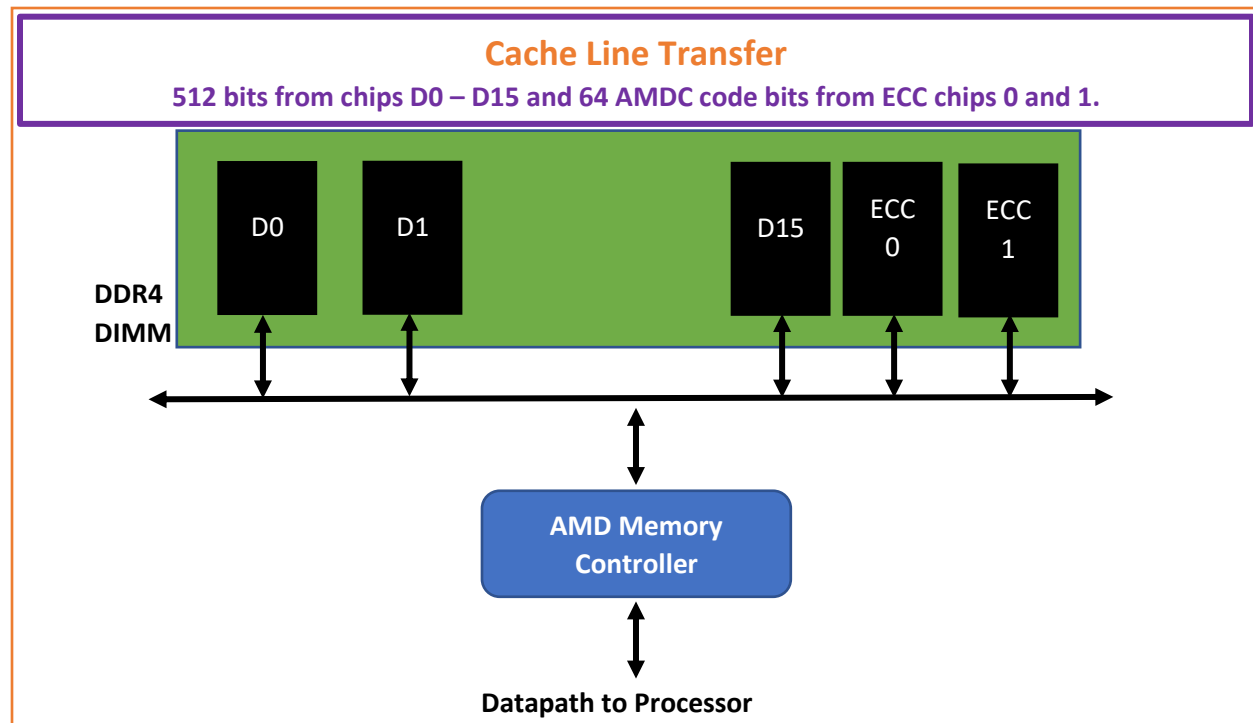 Cache Line Transfer
512 bits from chips D0 – D15 and 64 AMDC code bits from ECC chips 0 and 1.
D0
D1
D15
ECC
0
ECC
1
DDR4
DIMM
AMD Memory
Controller
Datapath to Processor